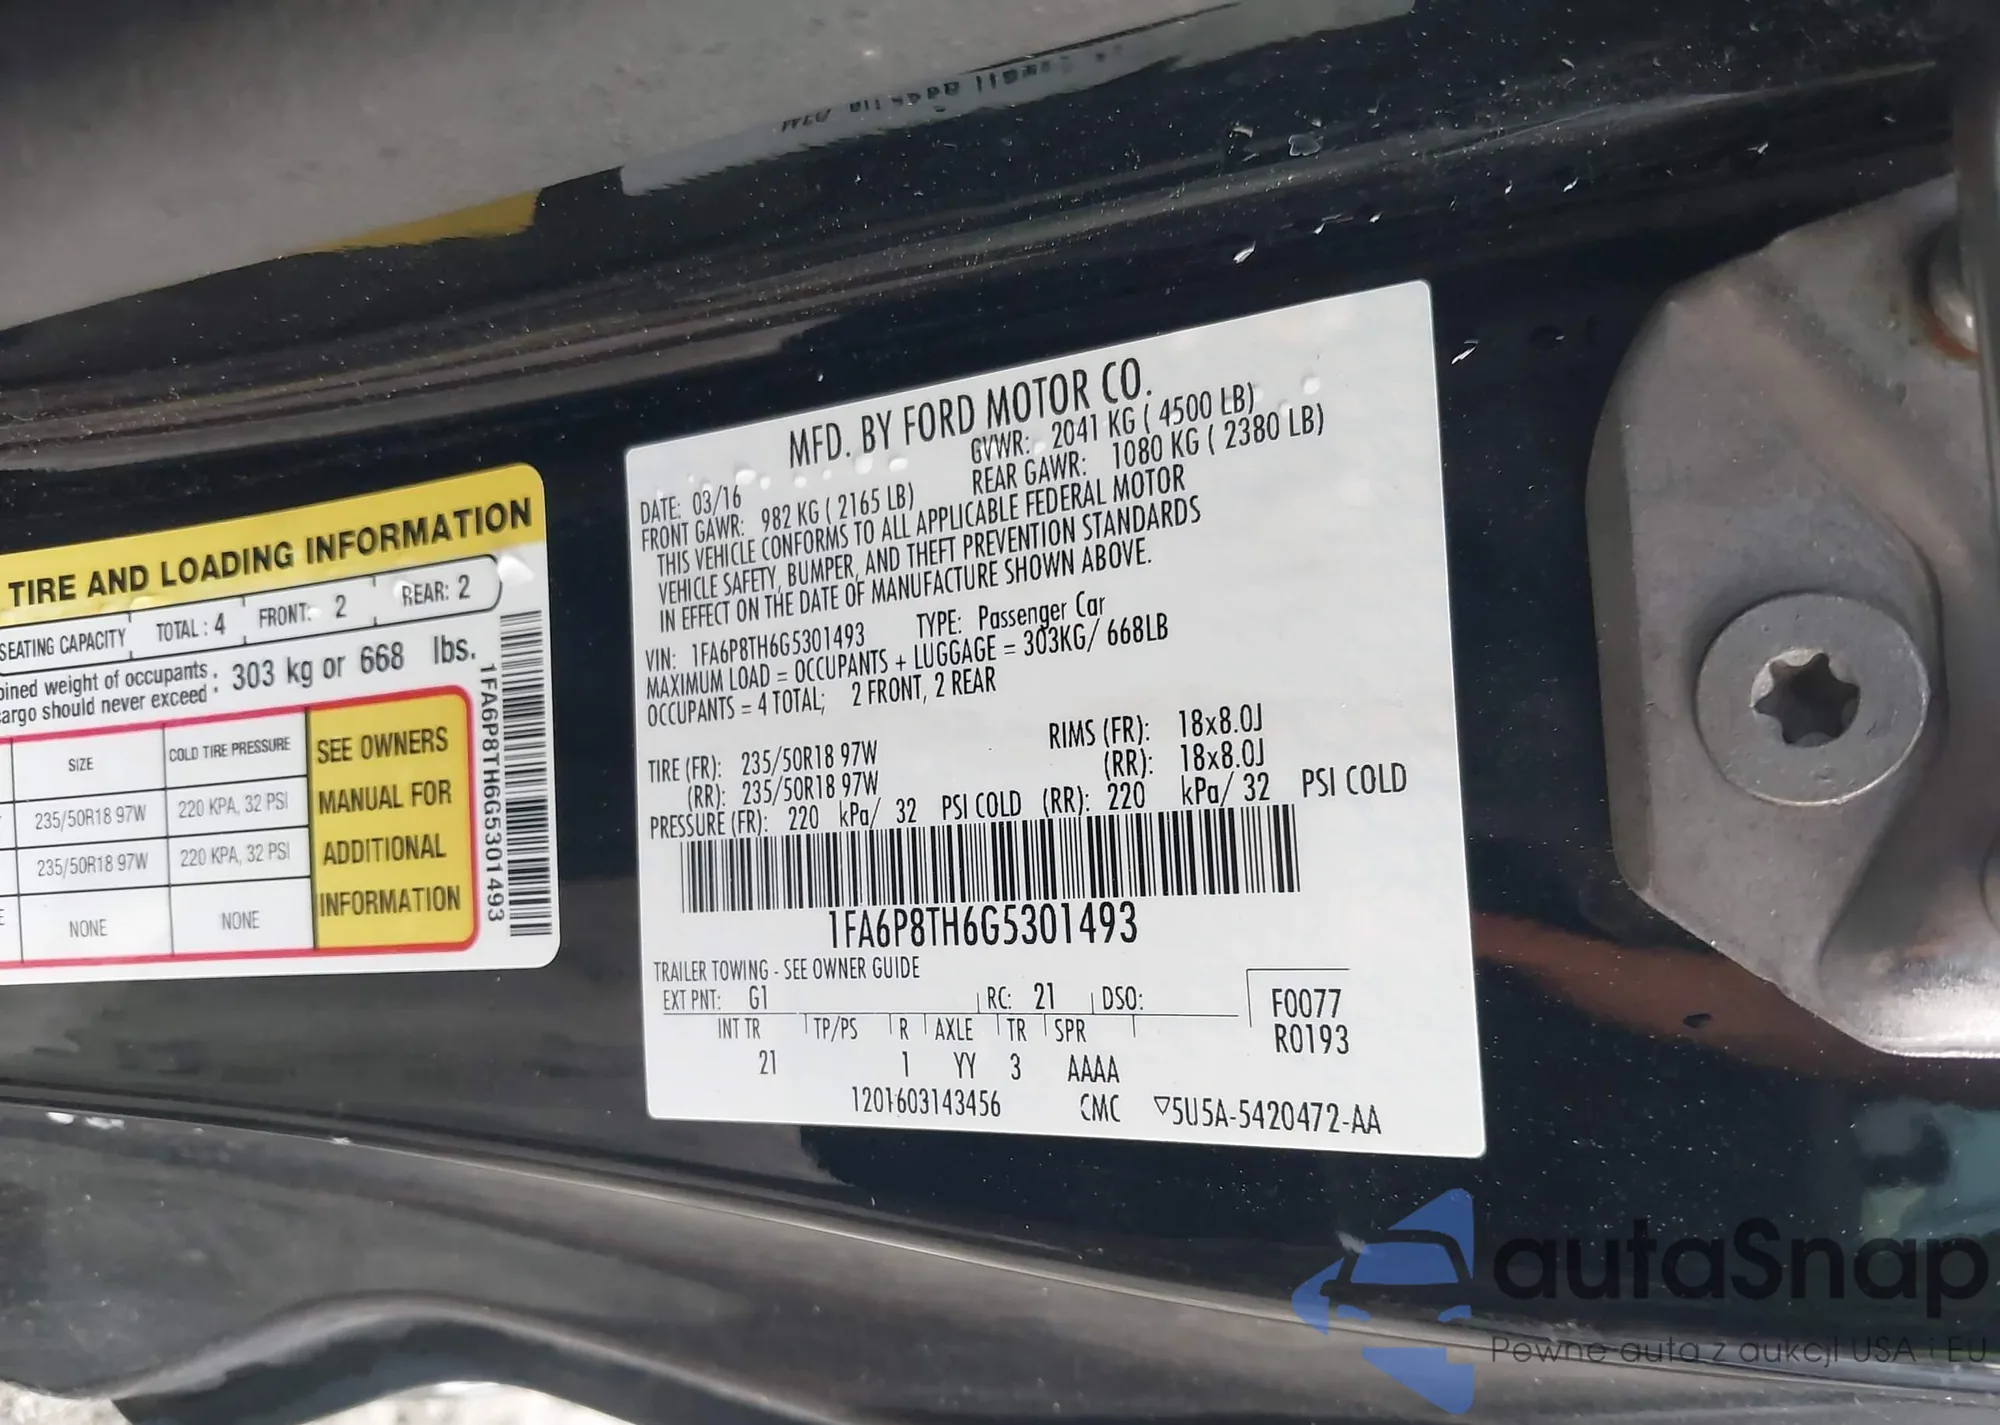 TIRE AND LOADING INFORMATION
SEATING CAPACITY TOTAL : 4 FRONT: 2 REAR: 2
weight of occupants
should never exceed : 303 kg or 668 lbs.
SIZE COLD TIRE PRESSURE
235/50R18 97W 220 KPA, 32 PSI
235/50R18 97W 220 KPA, 32 PSI
NONE NONE
SEE OWNERS
MANUAL FOR
ADDITIONAL
INFORMATION
1FA6P8TH6G5301493
MFD. BY FORD MOTOR CO.
DATE: 03/16 GVWR: 2041 KG ( 4500 LB)
FRONT GAWR: 982 KG ( 2165 LB) REAR GAWR: 1080 KG ( 2380 LB)
THIS VEHICLE CONFORMS TO ALL APPLICABLE FEDERAL MOTOR
VEHICLE SAFETY, BUMPER, AND THEFT PREVENTION STANDARDS
IN EFFECT ON THE DATE OF MANUFACTURE SHOWN ABOVE.
VIN: 1FA6P8TH6G5301493 TYPE: Passenger Car
MAXIMUM LOAD = OCCUPANTS + LUGGAGE = 303KG/ 668LB
OCCUPANTS = 4 TOTAL; 2 FRONT, 2 REAR
TIRE (FR): 235/50R18 97W RIMS (FR): 18x8.0J
(RR): 235/50R18 97W (RR): 18x8.0J
PRESSURE (FR): 220 kPa/ 32 PSI COLD (RR): 220 kPa/ 32 PSI COLD
1FA6P8TH6G5301493
TRAILER TOWING - SEE OWNER GUIDE
EXT PNT: G1 RC: 21 DSO: F0077
INT TR TP/PS R AXLE TR SPR R0193
21 1 YY 3 AAAA
1201603143456 CMC ▽5U5A-5420472-AA
autaSnap
Pewne auta z aukcji USA i EU